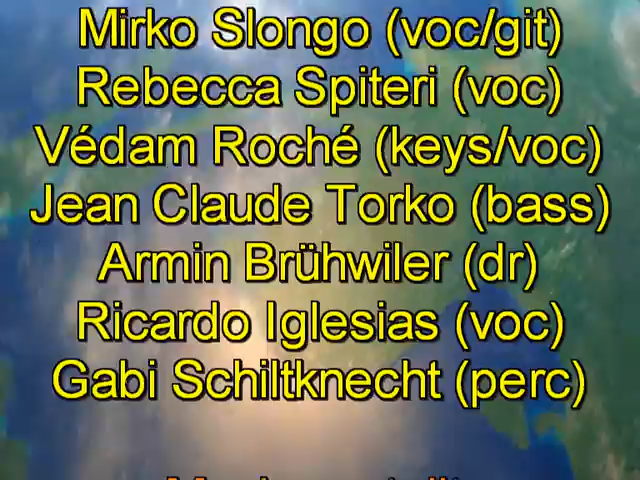 Mirko Slongo (voc/git)
Rebecca Spiteri (voc)
Védam Roché (keys/voc)
Jean Claude Torko (bass)
Armin Brühwiler (dr)
Ricardo Iglesias (voc)
Gabi Schiltknecht (perc)